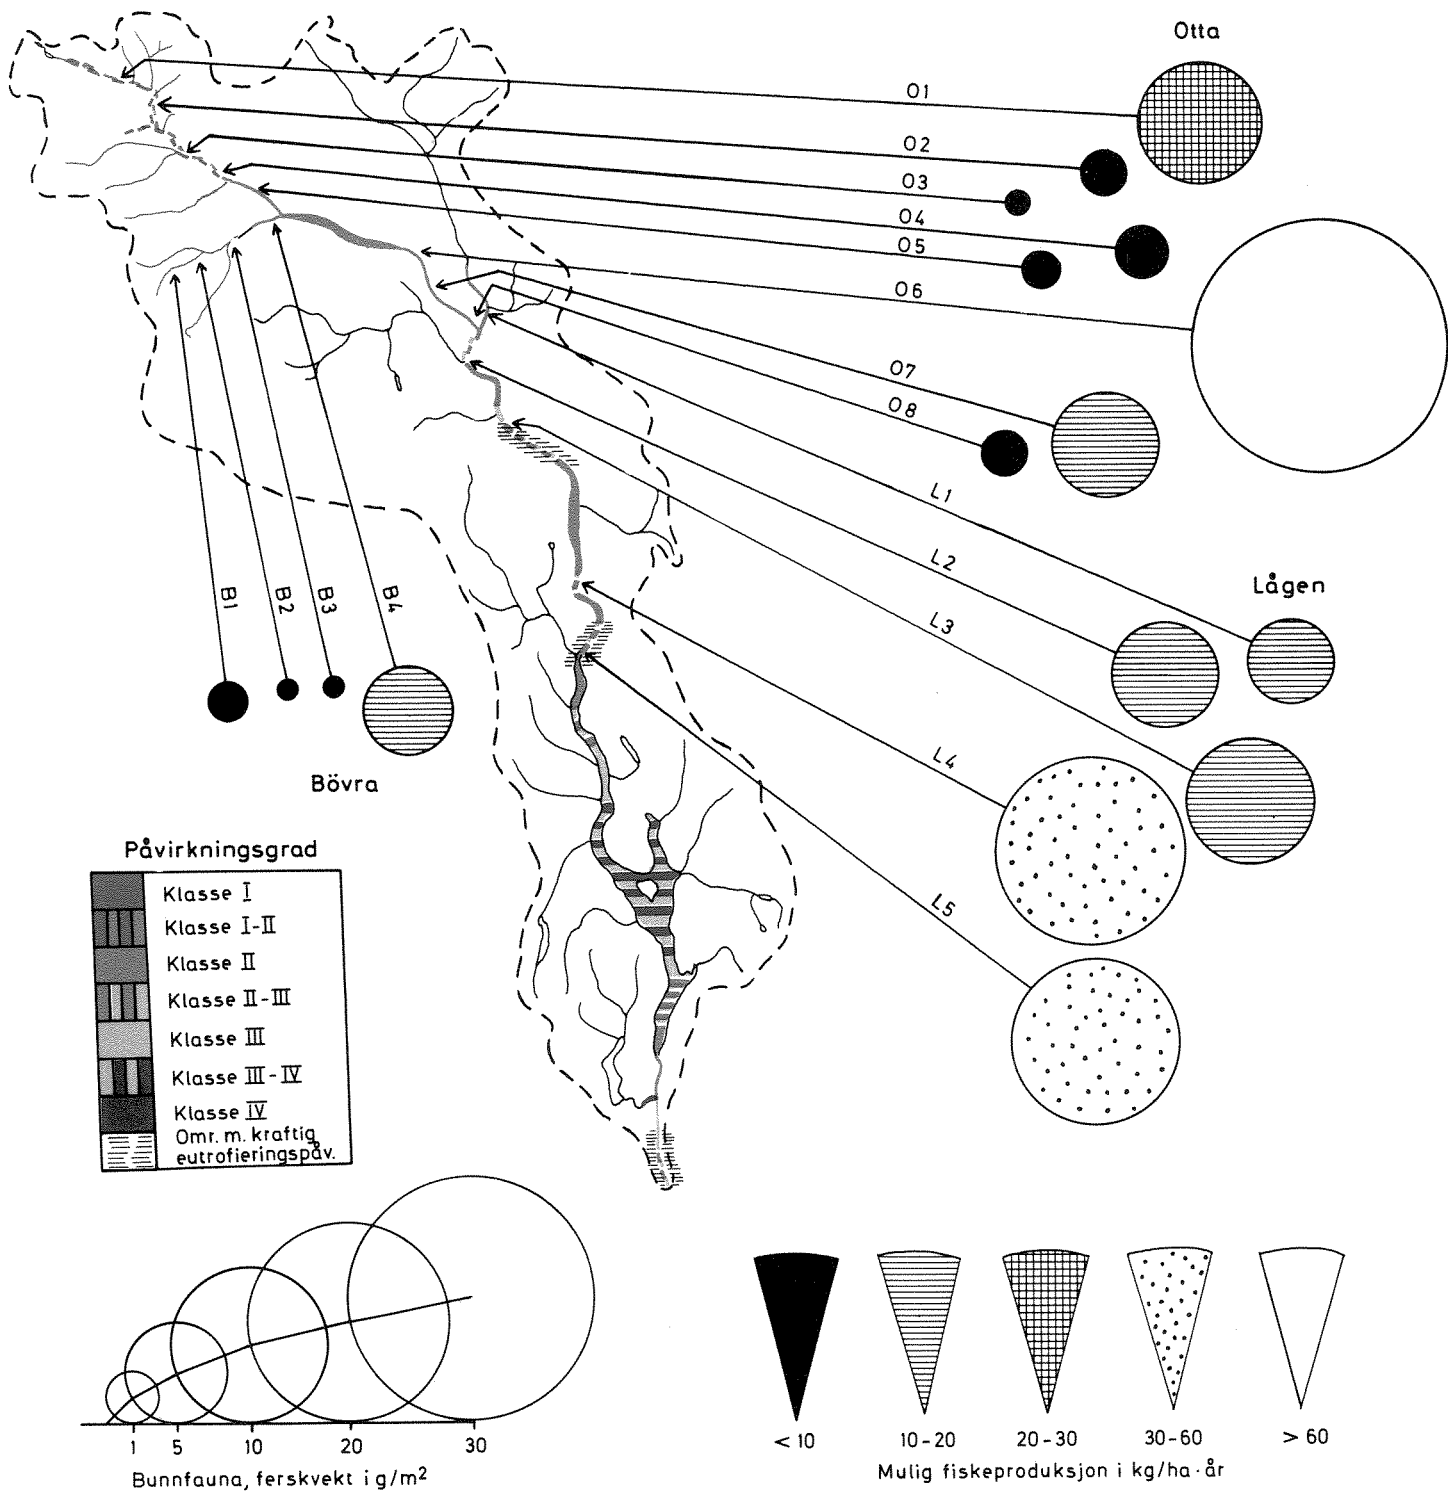 Otta
O1
O2
O3
O4
O5
O6
O7
O8
L1
L2
L3
L4
L5
Lågen
B1
B2
B3
B4
Bövra
Påvirkningsgrad
Klasse I
Klasse I-II
Klasse II
Klasse II-III
Klasse III
Klasse III-IV
Klasse IV
Omr. m. kraftig
eutrofieringspåv.
1 5 10 20 30
Bunnfauna, ferskvekt i g/m²
<10 10-20 20-30 30-60 >60
Mulig fiskeproduksjon i kg/ha·år